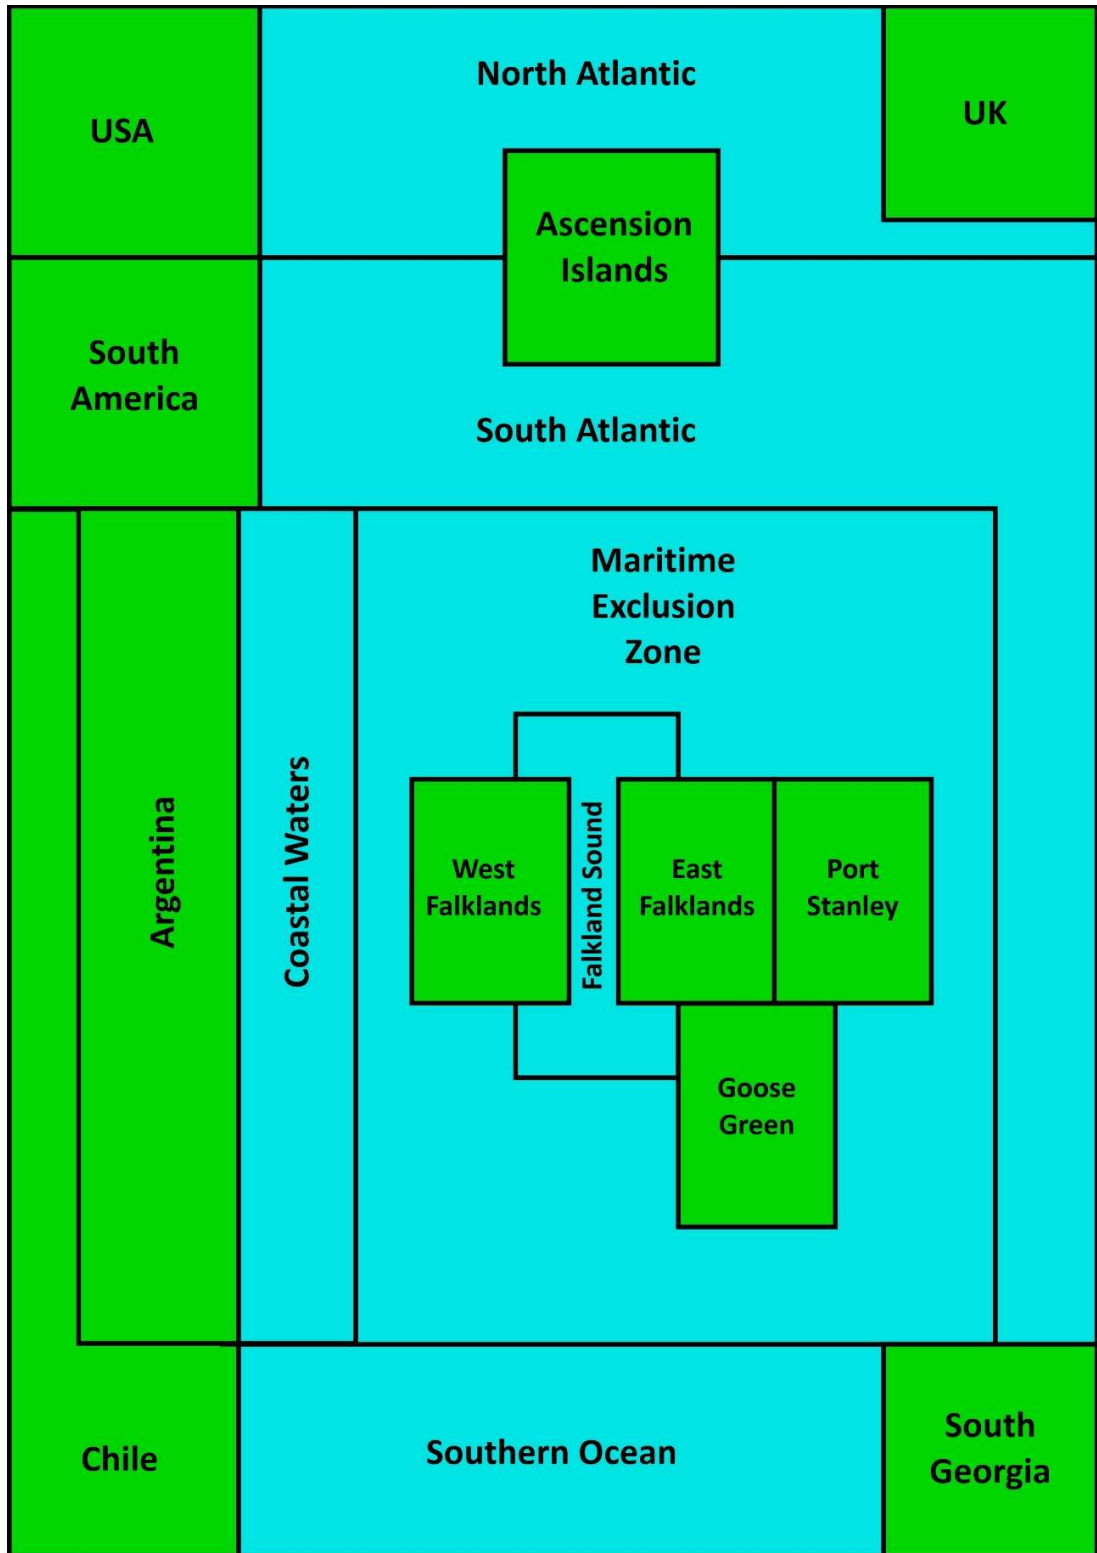 North Atlantic
USA
UK
Ascension
Islands
South
America
South Atlantic
Maritime
Exclusion
Zone
Argentina
Coastal Waters
West
Falklands
Falkland Sound
East
Falklands
Port
Stanley
Goose
Green
Chile
Southern Ocean
South
Georgia